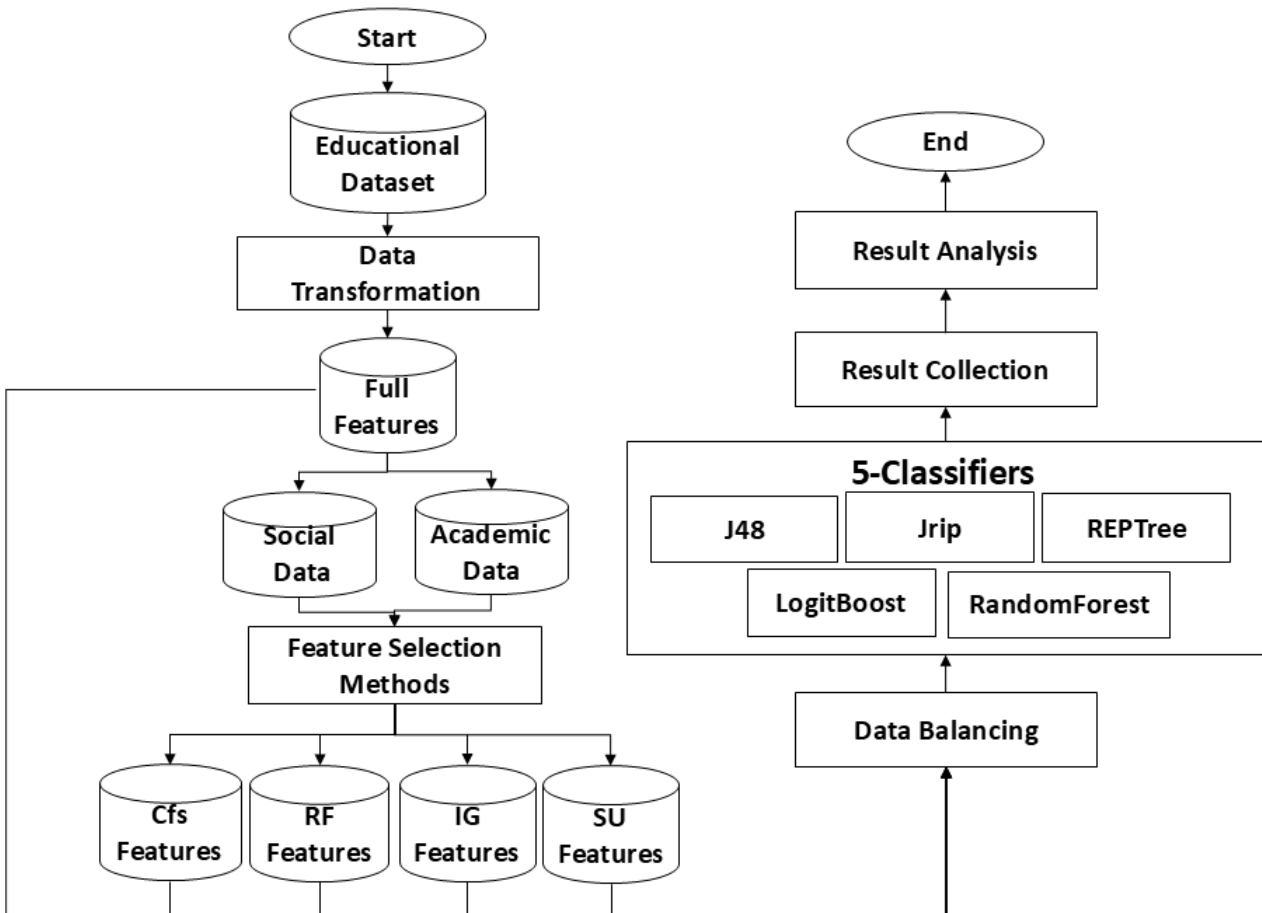 Start
Educational
Dataset
Data
Transformation
Full
Features
Social
Data
Academic
Data
Feature Selection
Methods
Cfs
Features
RF
Features
IG
Features
SU
Features
End
Result Analysis
Result Collection
5-Classifiers
J48
Jrip
REPTree
LogitBoost
RandomForest
Data Balancing